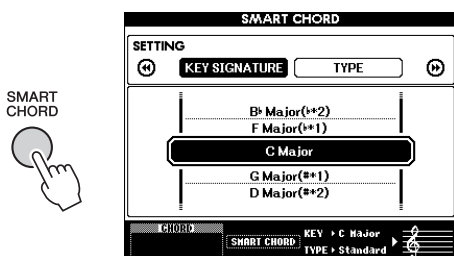 SMART CHORD
SMART
CHORD
SETTING
KEY SIGNATURE TYPE
B♭ Major(♭*2)
F Major(♭*1)
C Major
G Major(#*1)
D Major(#*2)
CHORD
SMART CHORD
KEY ▸ C Major
TYPE ▸ Standard